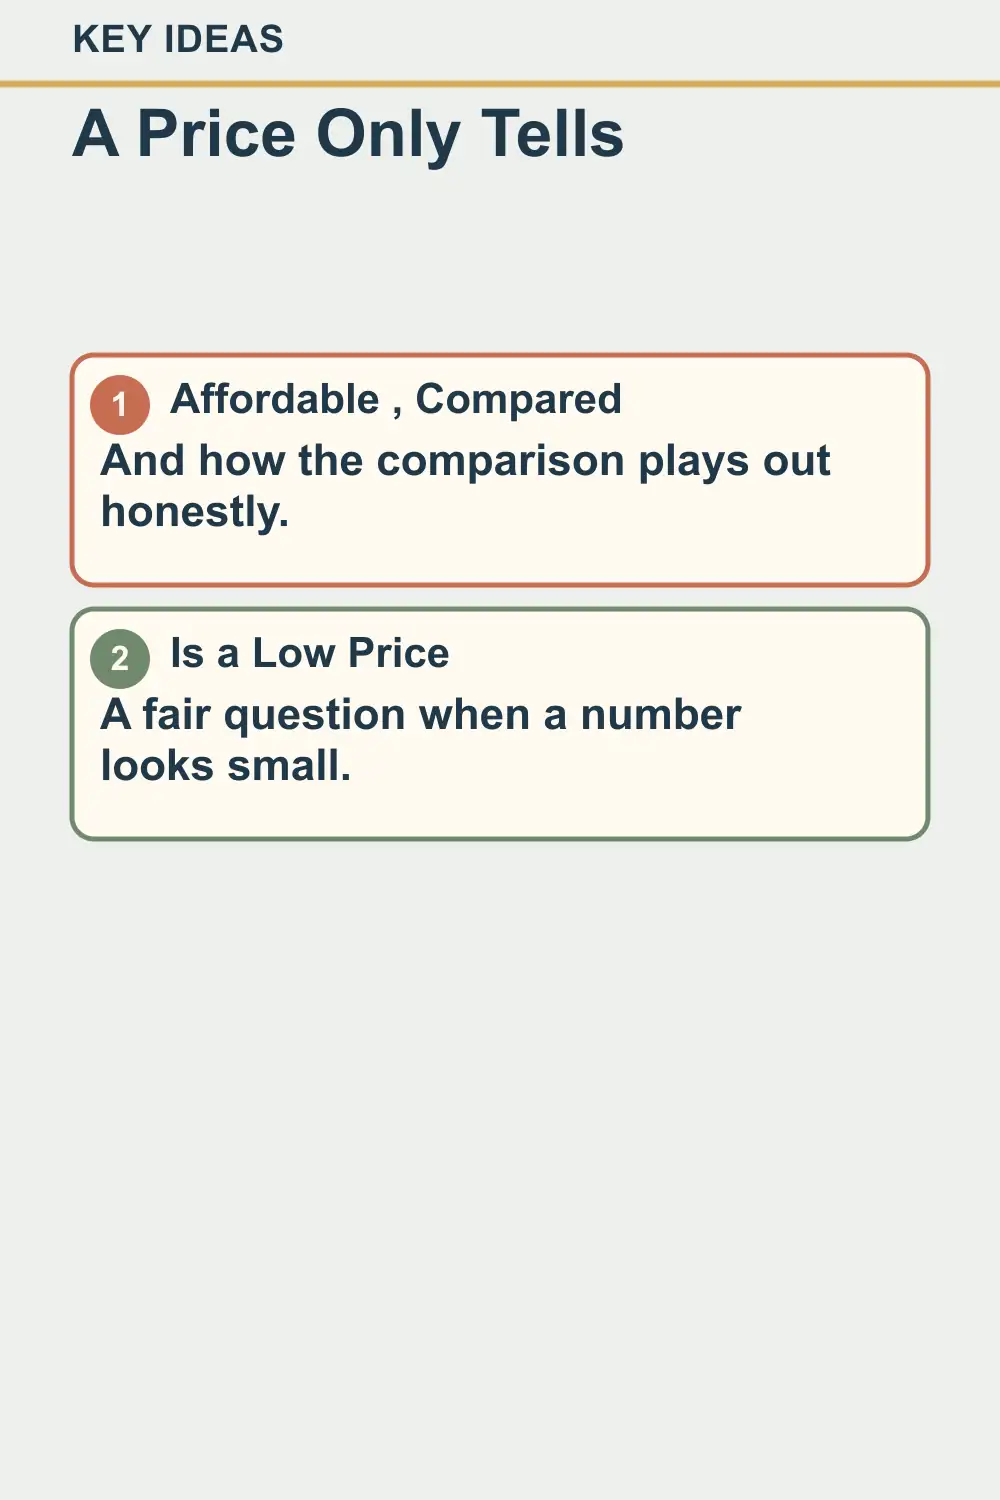 KEY IDEAS
A Price Only Tells
1 Affordable , Compared
And how the comparison plays out
honestly.
2 Is a Low Price
A fair question when a number
looks small.